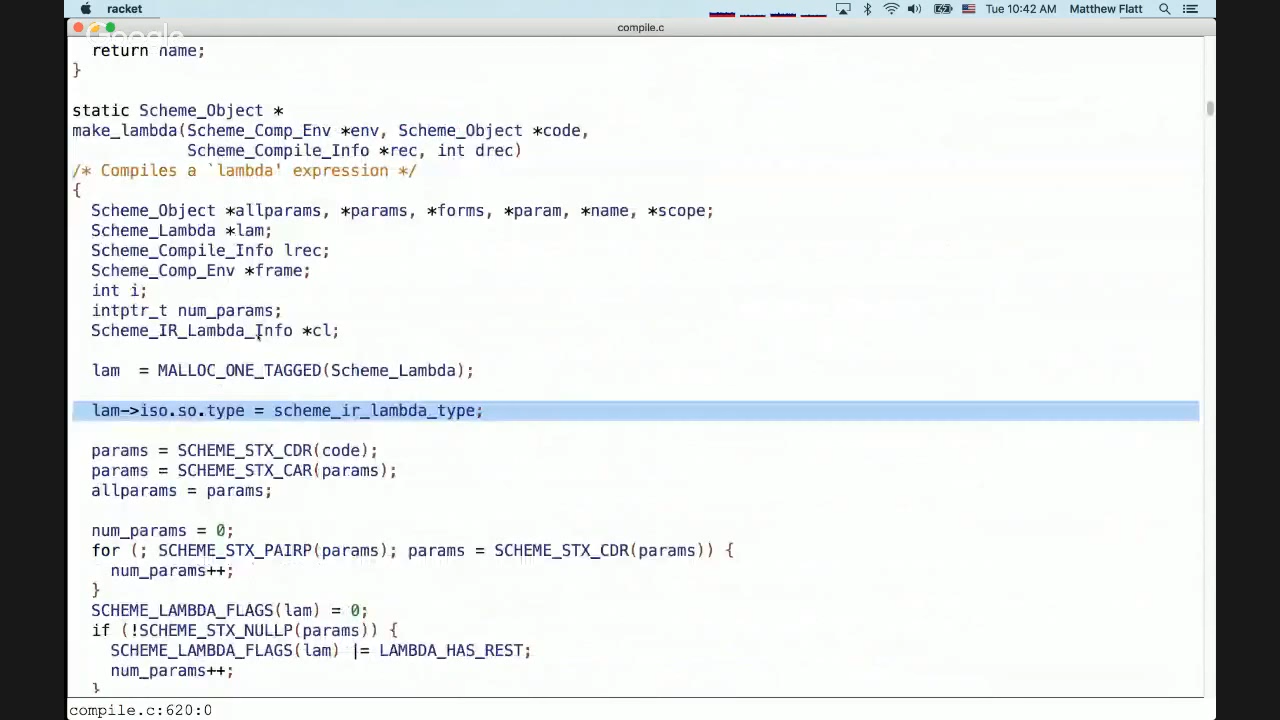 racket
Tue 10:42 AM Matthew Flatt
compile.c
Google
return name;
}
static Scheme_Object *
make_lambda(Scheme_Comp_Env *env, Scheme_Object *code,
Scheme_Compile_Info *rec, int drec)
/* Compiles a `lambda' expression */
{
Scheme_Object *allparams, *params, *forms, *param, *name, *scope;
Scheme_Lambda *lam;
Scheme_Compile_Info lrec;
Scheme_Comp_Env *frame;
int i;
intptr_t num_params;
Scheme_IR_Lambda_Info *cl;
lam = MALLOC_ONE_TAGGED(Scheme_Lambda);
lam->iso.so.type = scheme_ir_lambda_type;
params = SCHEME_STX_CDR(code);
params = SCHEME_STX_CAR(params);
allparams = params;
num_params = 0;
for (; SCHEME_STX_PAIRP(params); params = SCHEME_STX_CDR(params)) {
num_params++;
}
SCHEME_LAMBDA_FLAGS(lam) = 0;
if (!SCHEME_STX_NULLP(params)) {
SCHEME_LAMBDA_FLAGS(lam) |= LAMBDA_HAS_REST;
num_params++;
}
compile.c:620:0